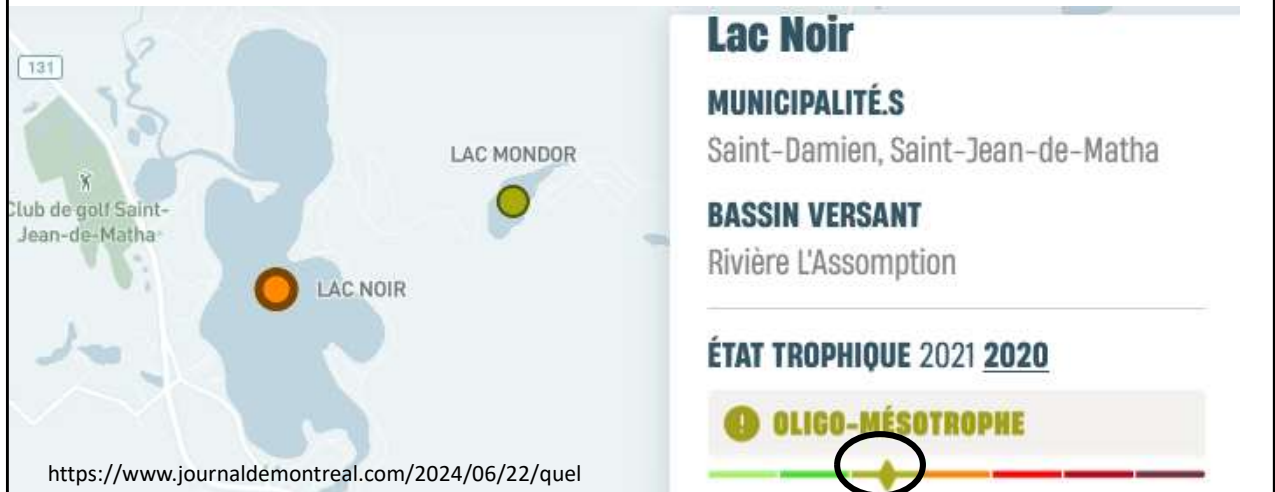 131
LAC MONDOR
Club de golf Saint-
Jean-de-Matha
LAC NOIR
https://www.journaldemontreal.com/2024/06/22/quel
Lac Noir
MUNICIPALITÉ.S
Saint-Damien, Saint-Jean-de-Matha
BASSIN VERSANT
Rivière L'Assomption
ÉTAT TROPHIQUE 2021 2020
! OLIGO-MÉSOTROPHE